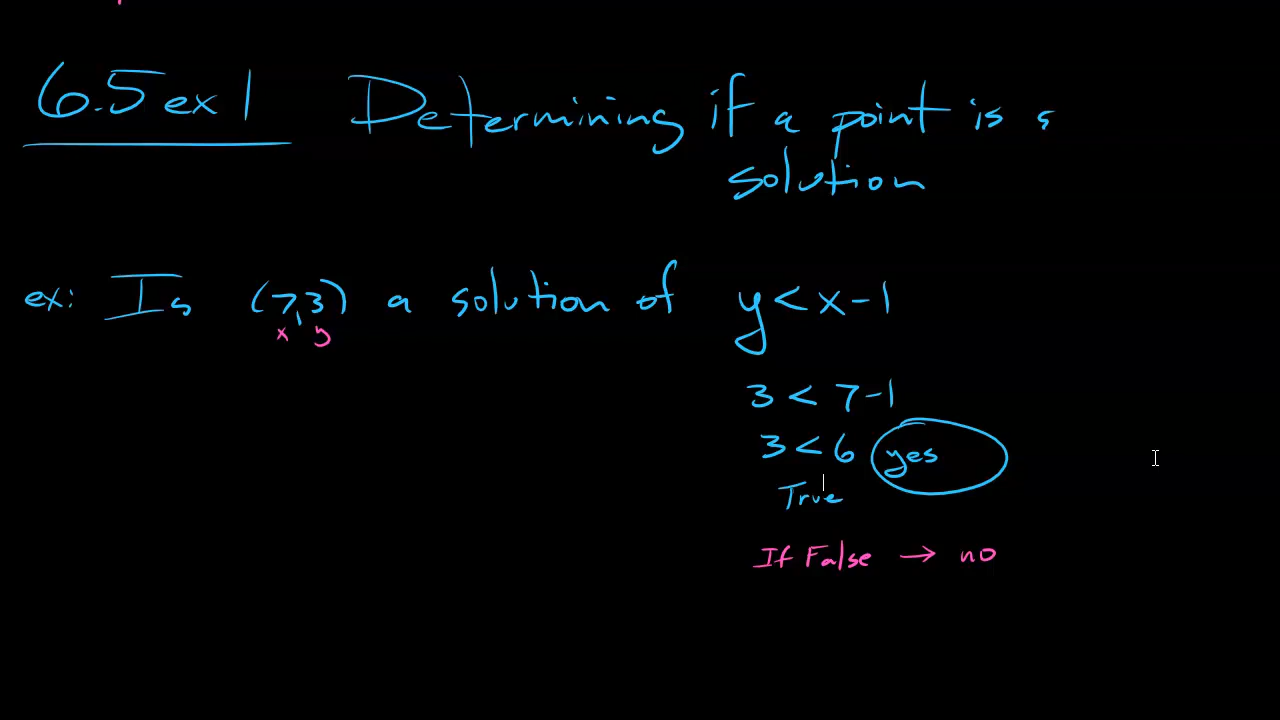 6.5 ex 1 Determining if a point is a
solution
ex: Is (7,3) a solution of y < x - 1
x y
3 < 7 - 1
3 < 6 yes
True
If False → no